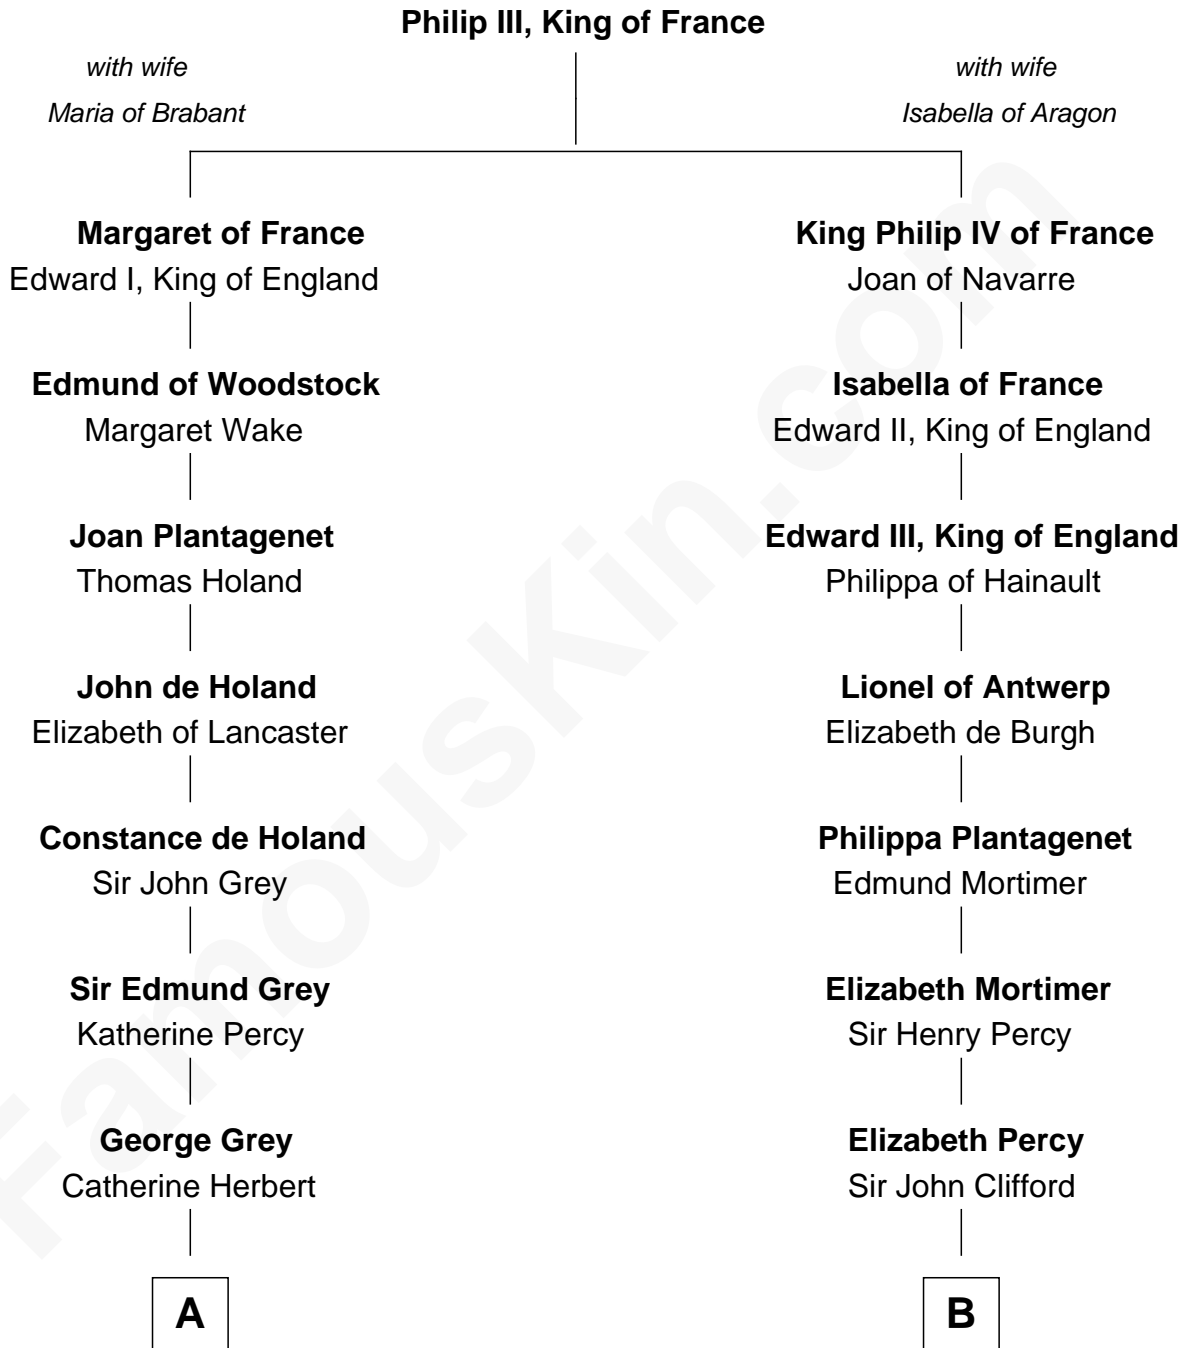 Philip III, King of France
with wife
Maria of Brabant
with wife
Isabella of Aragon
Margaret of France
Edward I, King of England
Edmund of Woodstock
Margaret Wake
Joan Plantagenet
Thomas Holand
John de Holand
Elizabeth of Lancaster
Constance de Holand
Sir John Grey
Sir Edmund Grey
Katherine Percy
George Grey
Catherine Herbert
A
King Philip IV of France
Joan of Navarre
Isabella of France
Edward II, King of England
Edward III, King of England
Philippa of Hainault
Lionel of Antwerp
Elizabeth de Burgh
Philippa Plantagenet
Edmund Mortimer
Elizabeth Mortimer
Sir Henry Percy
Elizabeth Percy
Sir John Clifford
B
FamousKin.com